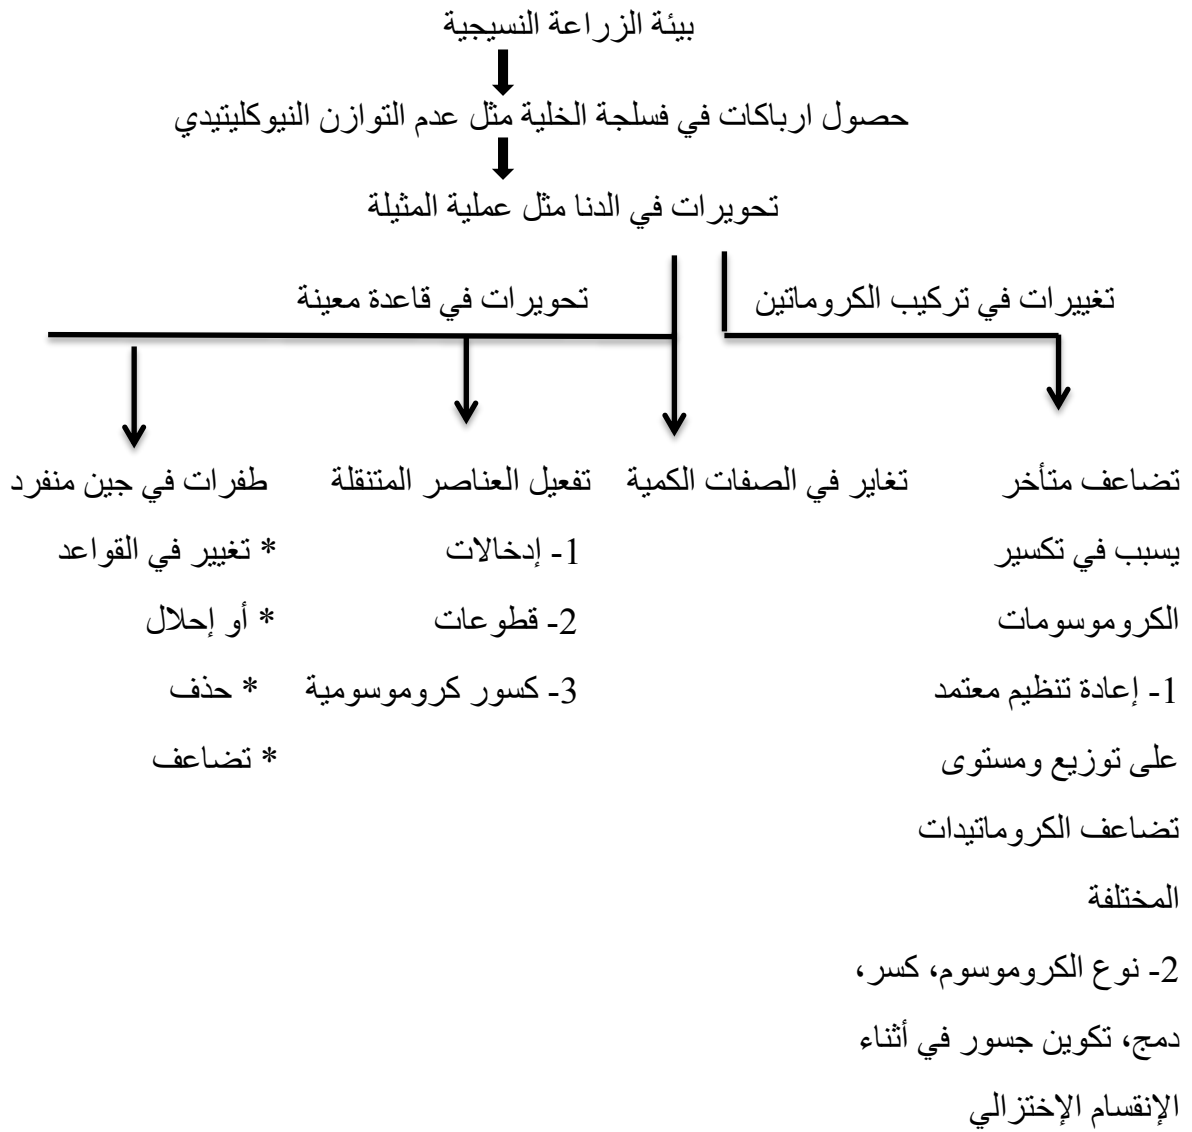 بيئة الزراعة النسيجية
حصول ارباكات في فسلجة الخلية مثل عدم التوازن النيوكليتيدي
تحويرات في الدنا مثل عملية المثيلة
تغييرات في تركيب الكروماتين
تحويرات في قاعدة معينة
تضاعف متأخر
يسبب في تكسير
الكروموسومات
1- إعادة تنظيم معتمد
على توزيع ومستوى
تضاعف الكروماتيدات
المختلفة
2- نوع الكروموسوم، كسر،
دمج، تكوين جسور في أثناء
الإنقسام الإختزالي
تغاير في الصفات الكمية
تفعيل العناصر المتنقلة
1- إدخالات
2- قطوعات
3- كسور كروموسومية
طفرات في جين منفرد
* تغيير في القواعد
* أو إحلال
* حذف
* تضاعف